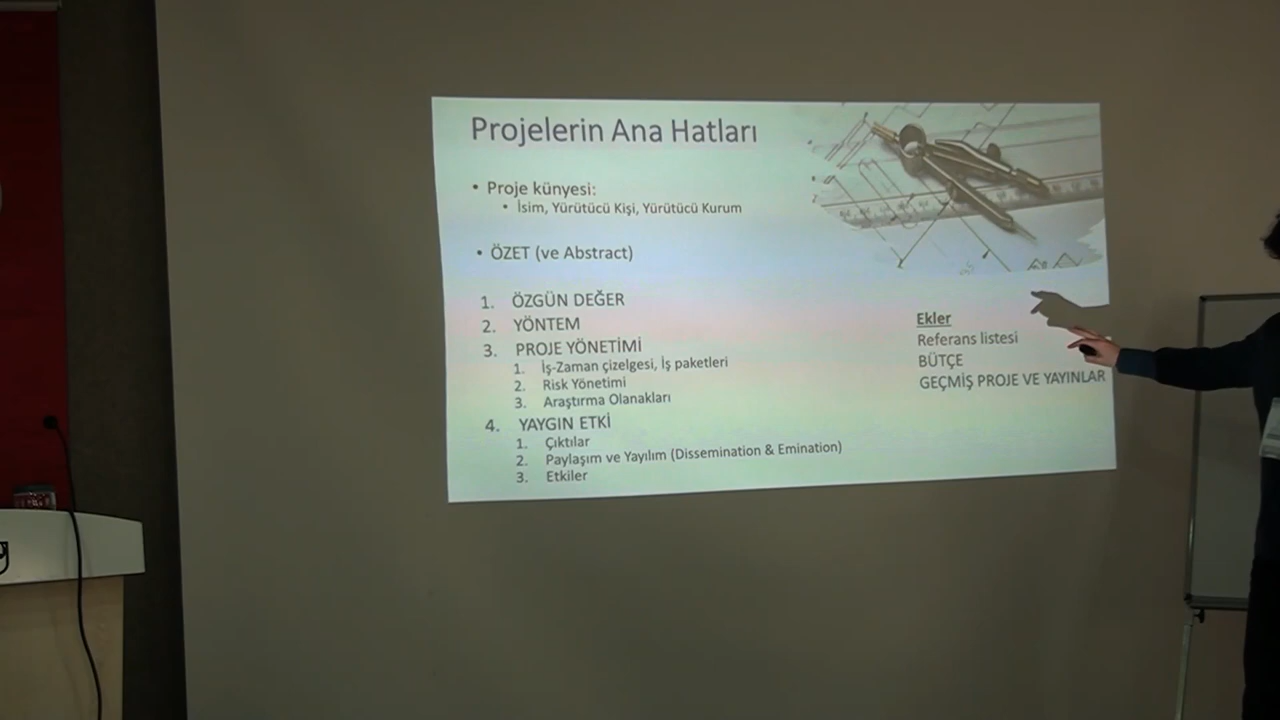 Projelerin Ana Hatları
• Proje künyesi:
• İsim, Yürütücü Kişi, Yürütücü Kurum
• ÖZET (ve Abstract)
1. ÖZGÜN DEĞER
2. YÖNTEM
3. PROJE YÖNETİMİ
1. İş-Zaman çizelgesi, İş paketleri
2. Risk Yönetimi
3. Araştırma Olanakları
4. YAYGIN ETKİ
1. Çıktılar
2. Paylaşım ve Yayılım (Dissemination & Emination)
3. Etkiler
Ekler
Referans listesi
BÜTÇE
GEÇMİŞ PROJE VE YAYINLAR